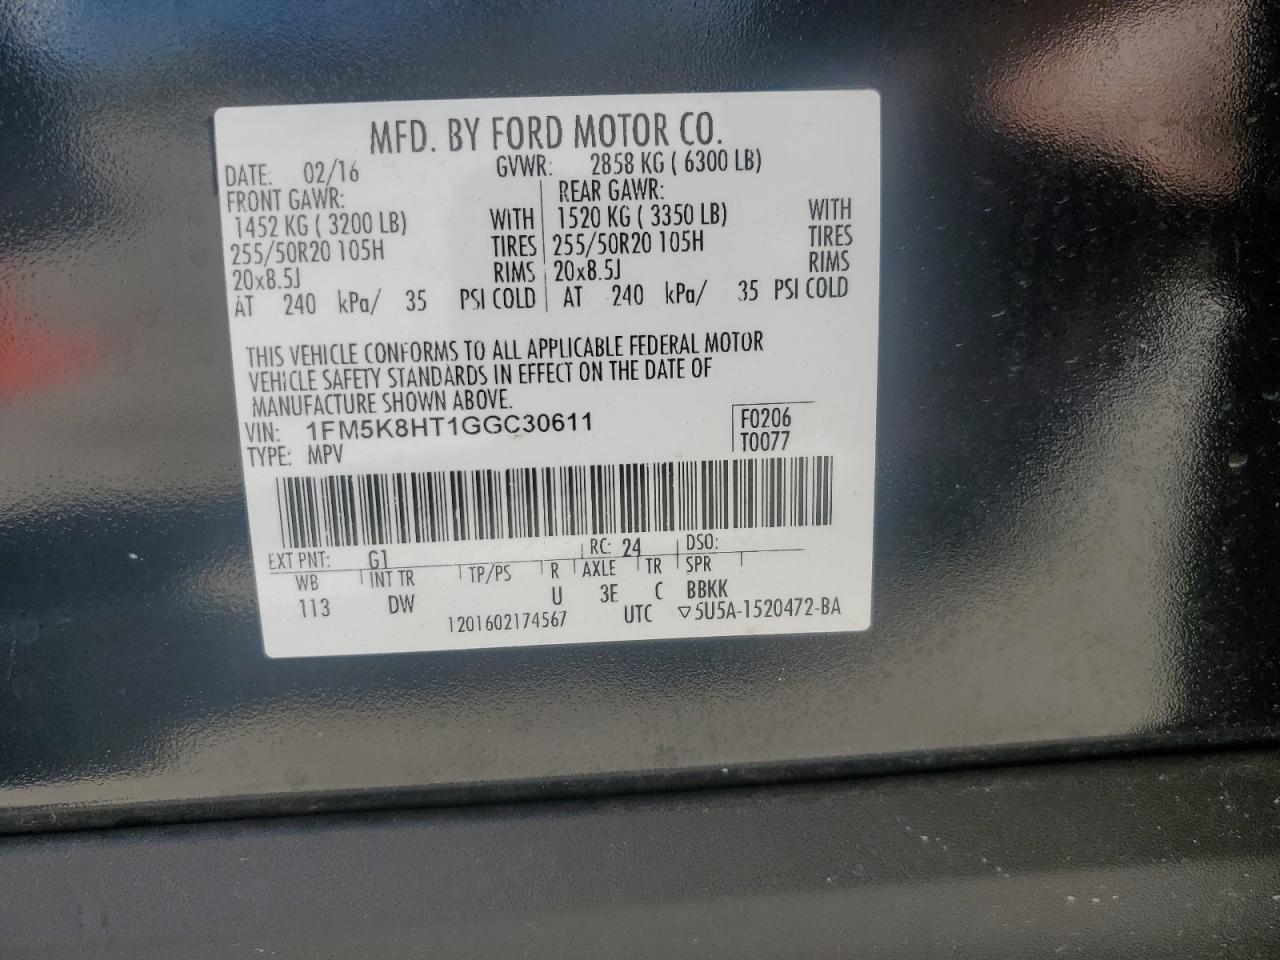 MFD. BY FORD MOTOR CO.
DATE: 02/16 GVWR: 2858 KG ( 6300 LB)
FRONT GAWR: REAR GAWR:
1452 KG ( 3200 LB) WITH 1520 KG ( 3350 LB) WITH
255/50R20 105H TIRES 255/50R20 105H TIRES
20x8.5J RIMS 20x8.5J RIMS
AT 240 kPa/ 35 PSI COLD AT 240 kPa/ 35 PSI COLD
THIS VEHICLE CONFORMS TO ALL APPLICABLE FEDERAL MOTOR
VEHICLE SAFETY STANDARDS IN EFFECT ON THE DATE OF
MANUFACTURE SHOWN ABOVE.
VIN: 1FM5K8HT1GGC30611 F0206
TYPE: MPV T0077
EXT PNT: G1 RC: 24 DSO:
WB INT TR TP/PS R AXLE TR SPR
113 DW U 3E C BBKK
1201602174567 UTC ▽5U5A-1520472-BA